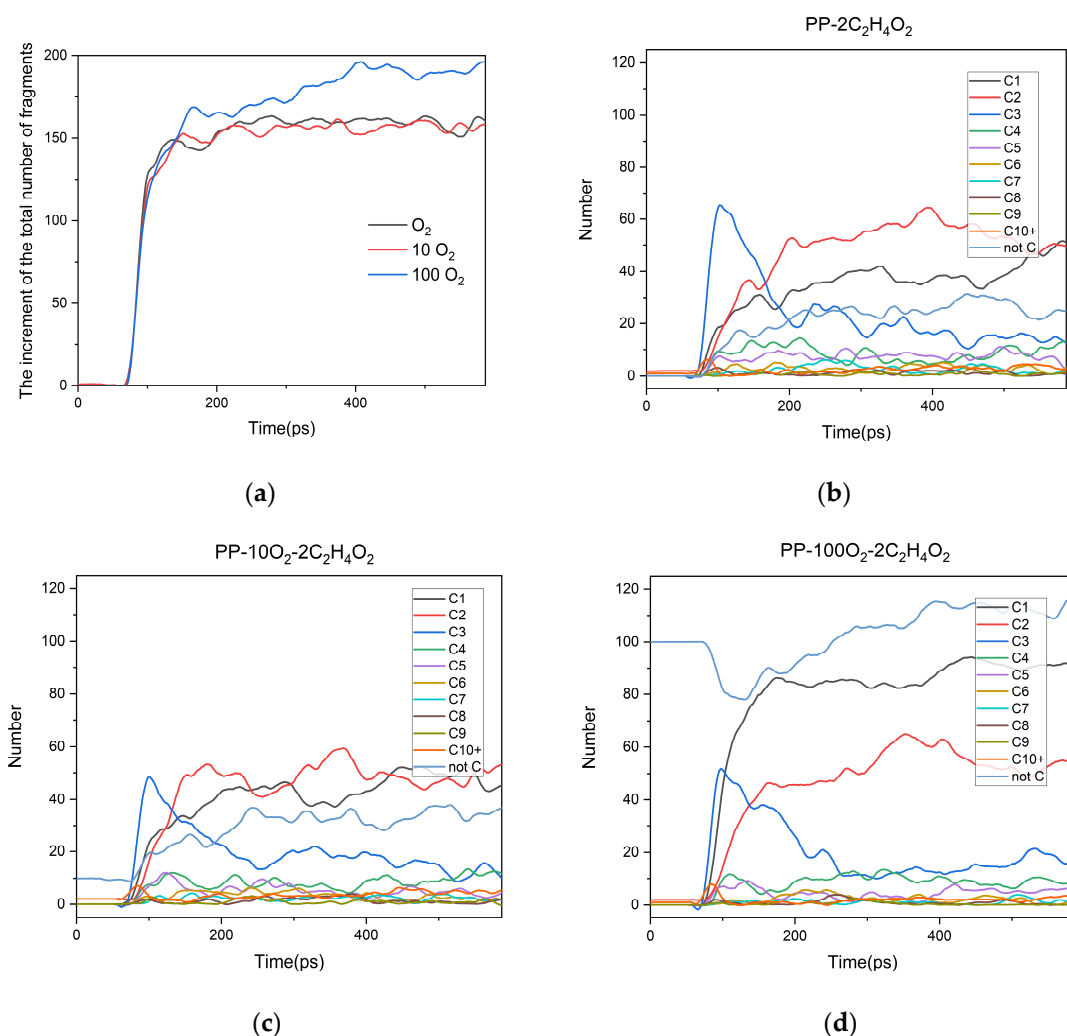 The increment of the total number of fragments
200
150
100
50
0
0
200
400
O₂
10 O₂
100 O₂
Time(ps)
(a)
PP-2C₂H₄O₂
Number
120
100
80
60
40
20
0
0
200
400
C1
C2
C3
C4
C5
C6
C7
C8
C9
C10+
not C
Time(ps)
(b)
PP-10O₂-2C₂H₄O₂
Number
120
100
80
60
40
20
0
0
200
400
C1
C2
C3
C4
C5
C6
C7
C8
C9
C10+
not C
Time(ps)
(c)
PP-100O₂-2C₂H₄O₂
Number
120
100
80
60
40
20
0
0
200
400
C1
C2
C3
C4
C5
C6
C7
C8
C9
C10+
not C
Time(ps)
(d)